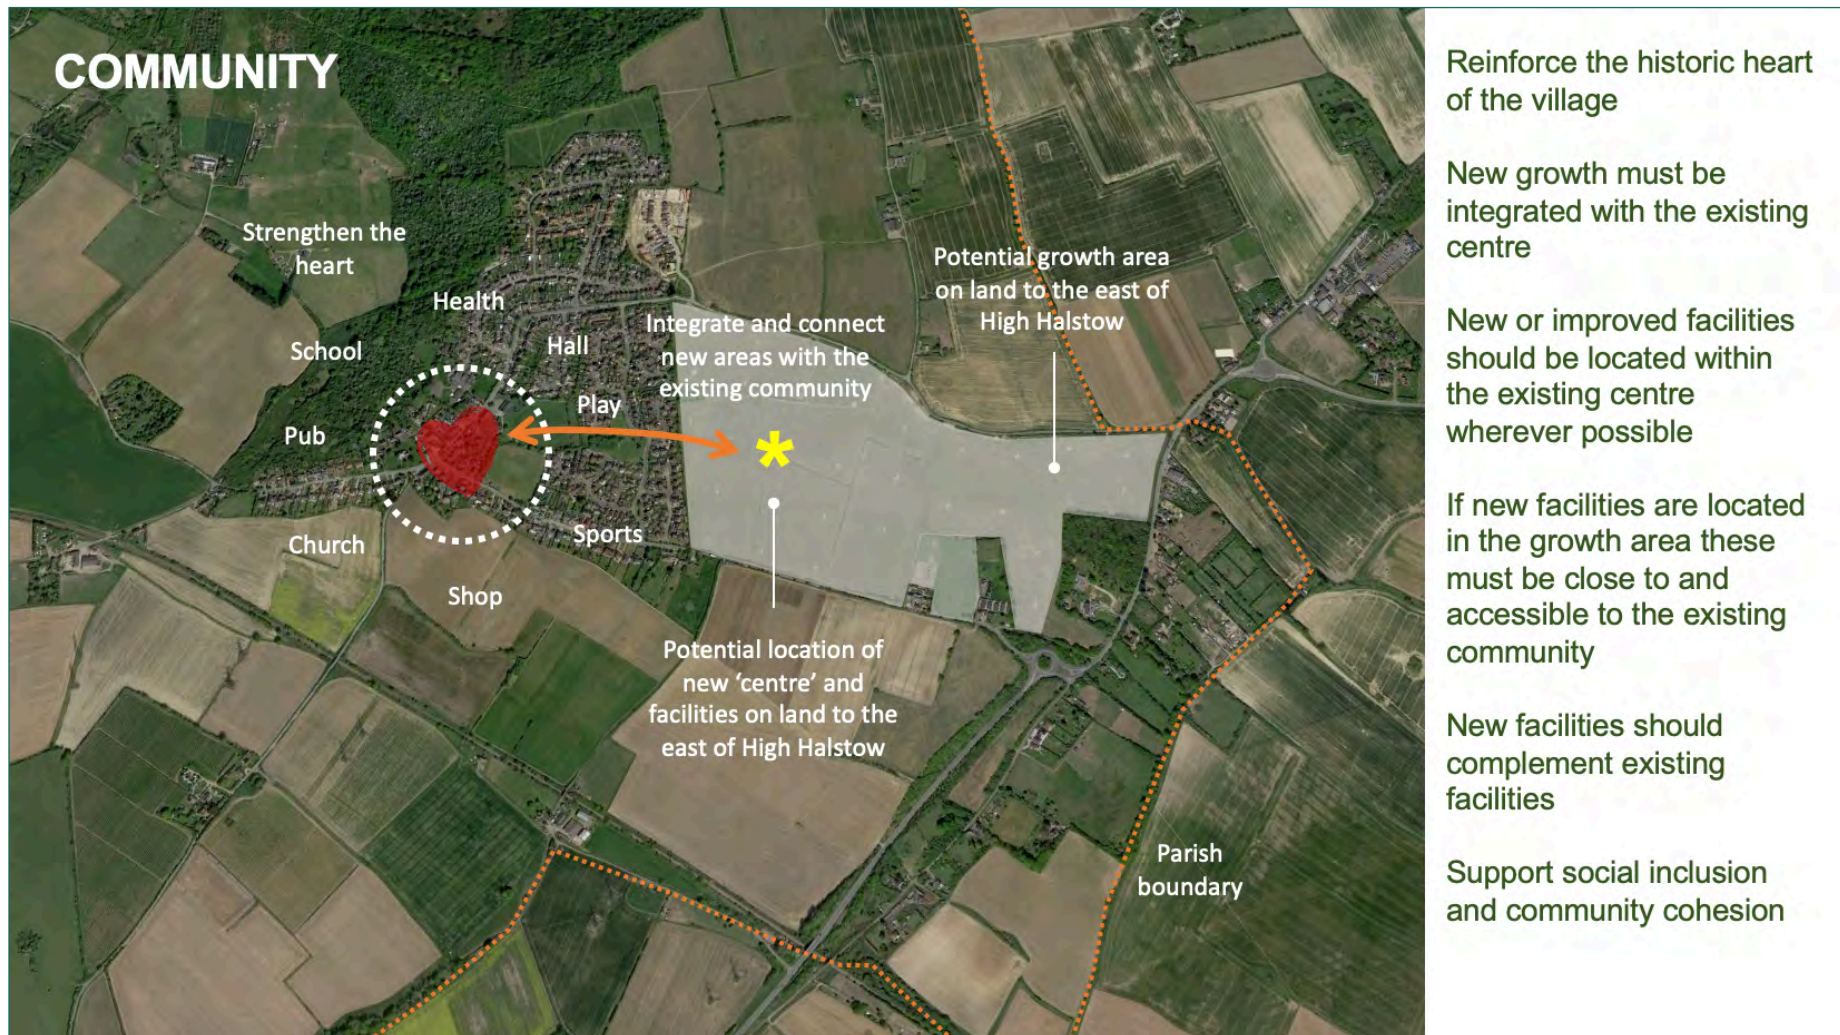 COMMUNITY
Strengthen the
heart
Health
School
Hall
Play
Pub
Church
Sports
Shop
Integrate and connect
new areas with the
existing community
Potential growth area
on land to the east of
High Halstow
*
Potential location of
new ‘centre’ and
facilities on land to the
east of High Halstow
Parish
boundary
Reinforce the historic heart
of the village
New growth must be
integrated with the existing
centre
New or improved facilities
should be located within
the existing centre
wherever possible
If new facilities are located
in the growth area these
must be close to and
accessible to the existing
community
New facilities should
complement existing
facilities
Support social inclusion
and community cohesion